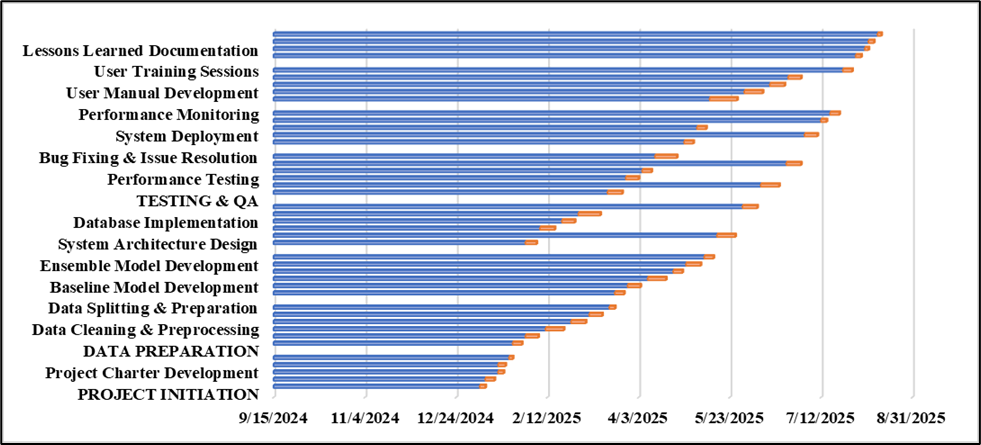 Lessons Learned Documentation
User Training Sessions
User Manual Development
Performance Monitoring
System Deployment
Bug Fixing & Issue Resolution
Performance Testing
TESTING & QA
Database Implementation
System Architecture Design
Ensemble Model Development
Baseline Model Development
Data Splitting & Preparation
Data Cleaning & Preprocessing
DATA PREPARATION
Project Charter Development
PROJECT INITIATION
9/15/2024 11/4/2024 12/24/2024 2/12/2025 4/3/2025 5/23/2025 7/12/2025 8/31/2025